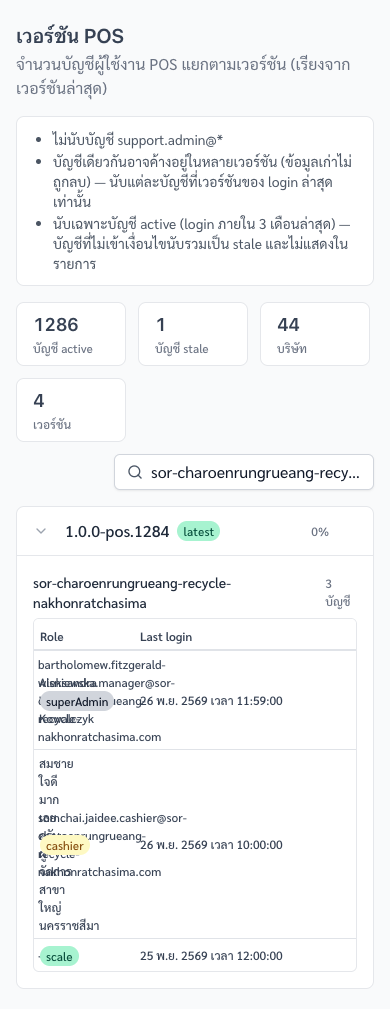 เวอร์ชัน POS
จำนวนบัญชีผู้ใช้งาน POS แยกตามเวอร์ชัน (เรียงจาก
เวอร์ชันล่าสุด)
ไม่นับบัญชี support.admin@*
บัญชีเดียวกันอาจค้างอยู่ในหลายเวอร์ชัน (ข้อมูลเก่าไม่
ถูกลบ) — นับแต่ละบัญชีที่เวอร์ชันของ login ล่าสุด
เท่านั้น
นับเฉพาะบัญชี active (login ภายใน 3 เดือนล่าสุด) —
บัญชีที่ไม่เข้าเงื่อนไขนับรวมเป็น stale และไม่แสดงใน
รายการ
1286
บัญชี active
1
บัญชี stale
44
บริษัท
4
เวอร์ชัน
sor-charoenrungrueang-recy...
1.0.0-pos.1284 latest 0%
sor-charoenrungrueang-recycle-
nakhonratchasima
3
บัญชี
Role Last login
bartholomew.fitzgerald-
superAdmin 26 พ.ย. 2569 เวลา 11:59:00
nakhonratchasima.com
สมชาย
ใจดี
มาก
somchai.jaidee.cashier@sor-
cashier 26 พ.ย. 2569 เวลา 10:00:00
nakhonratchasima.com
สาขา
ใหญ่
นครราชสีมา
scale 25 พ.ย. 2569 เวลา 12:00:00